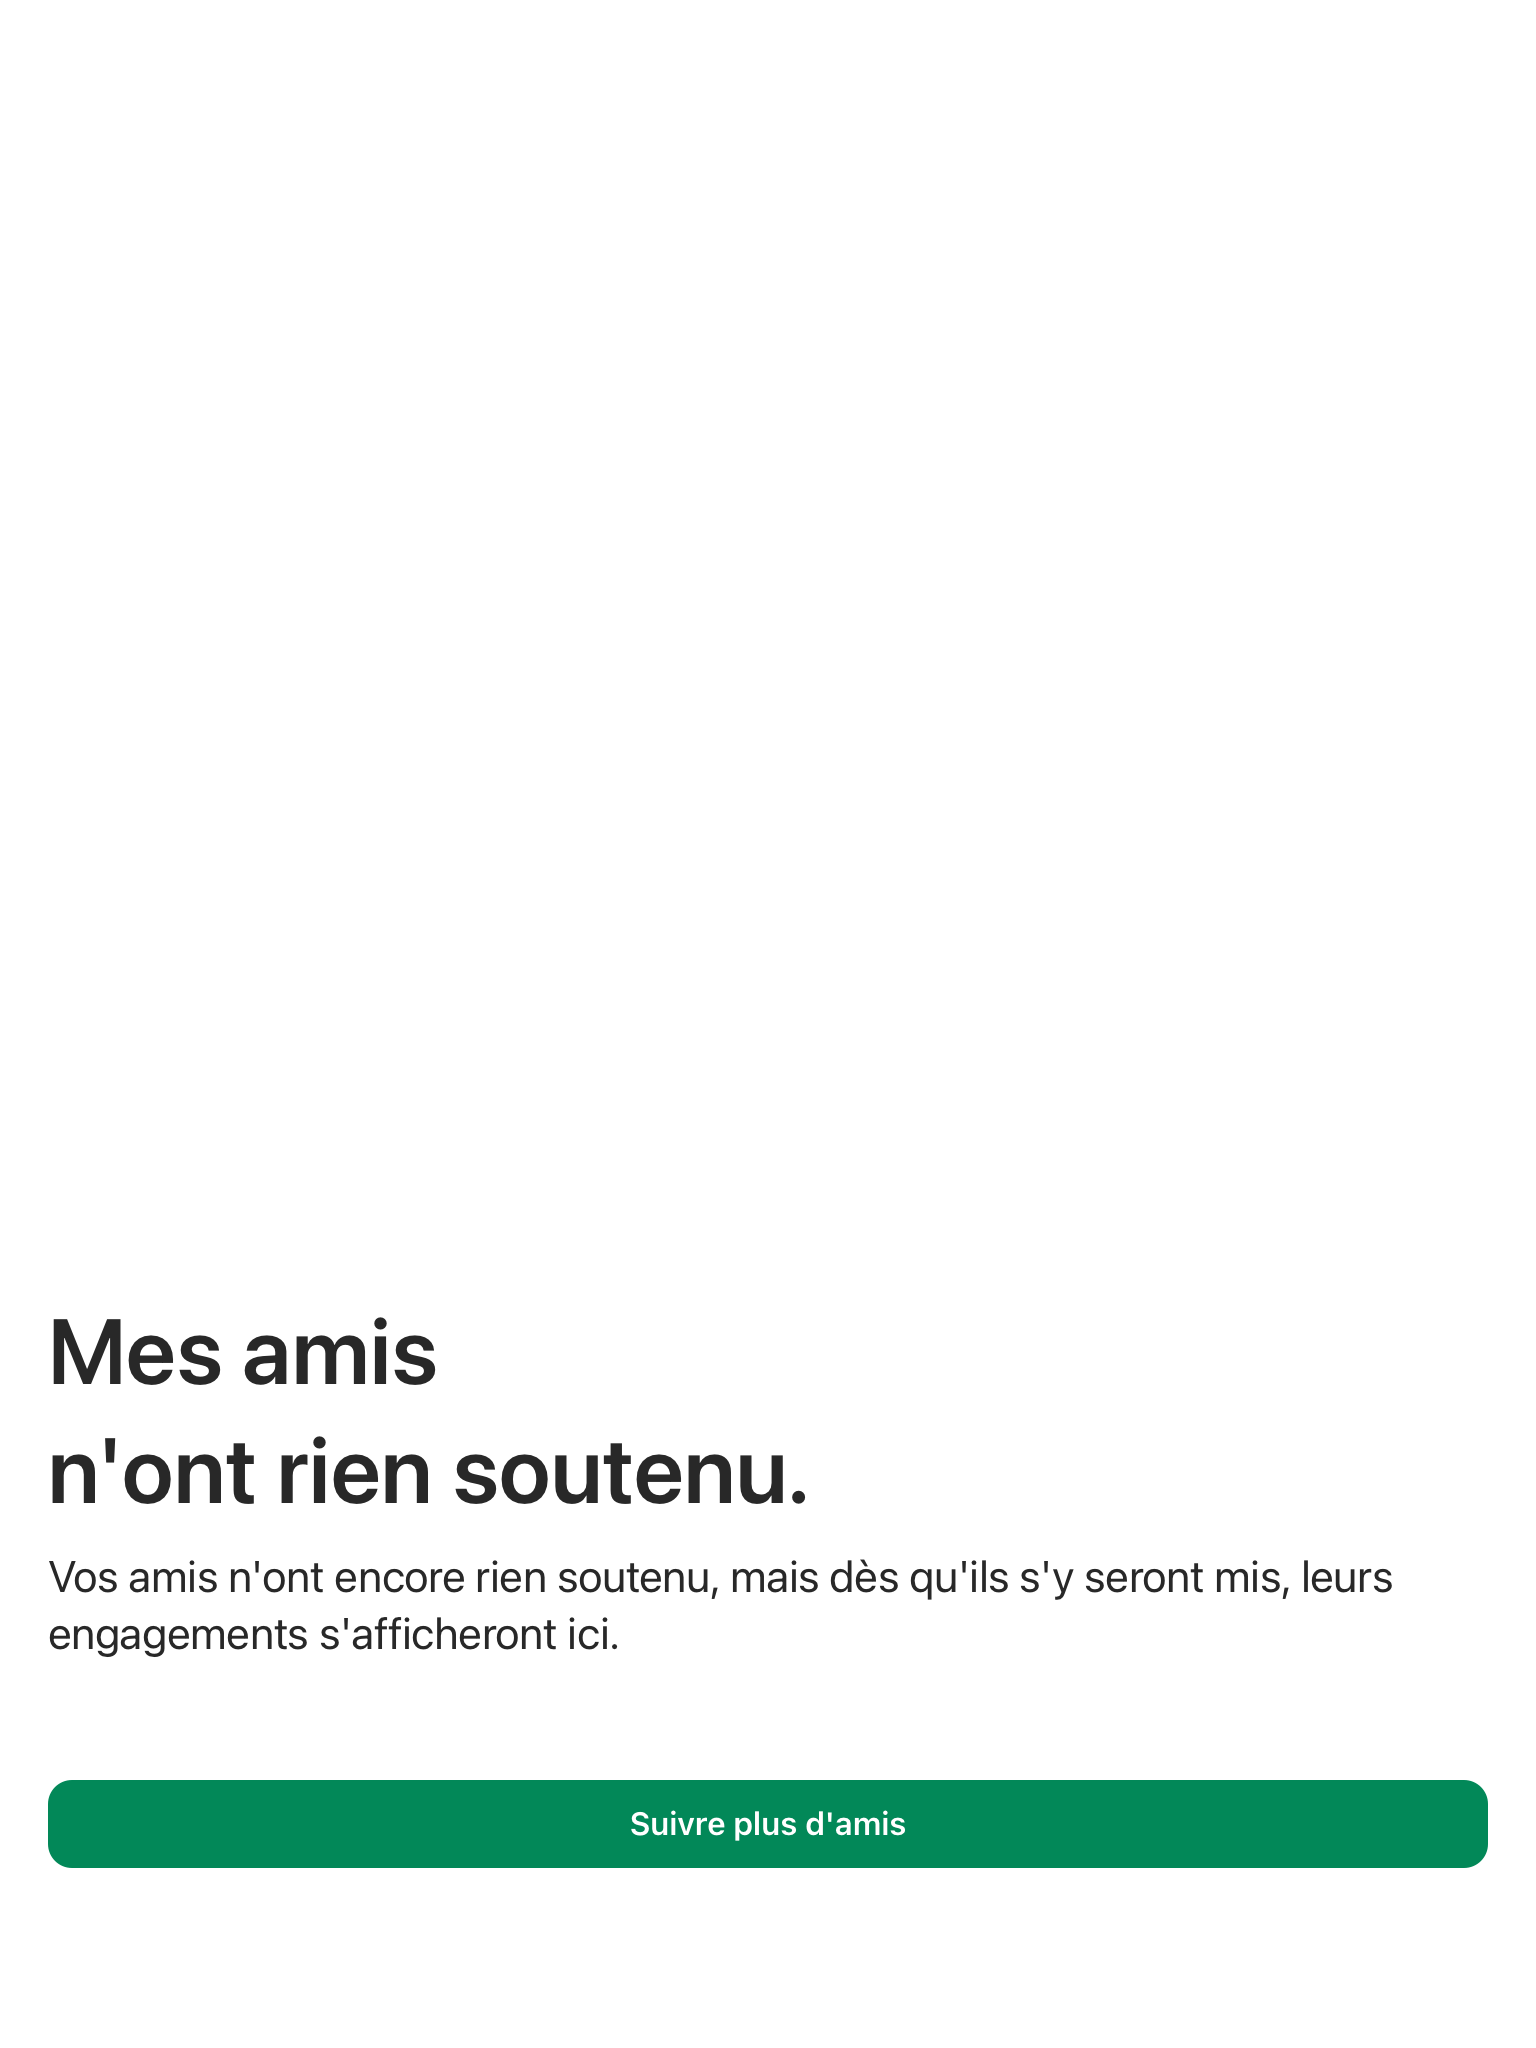 Mes amis
n'ont rien soutenu.
Vos amis n'ont encore rien soutenu, mais dès qu'ils s'y seront mis, leurs
engagements s'afficheront ici.
Suivre plus d'amis